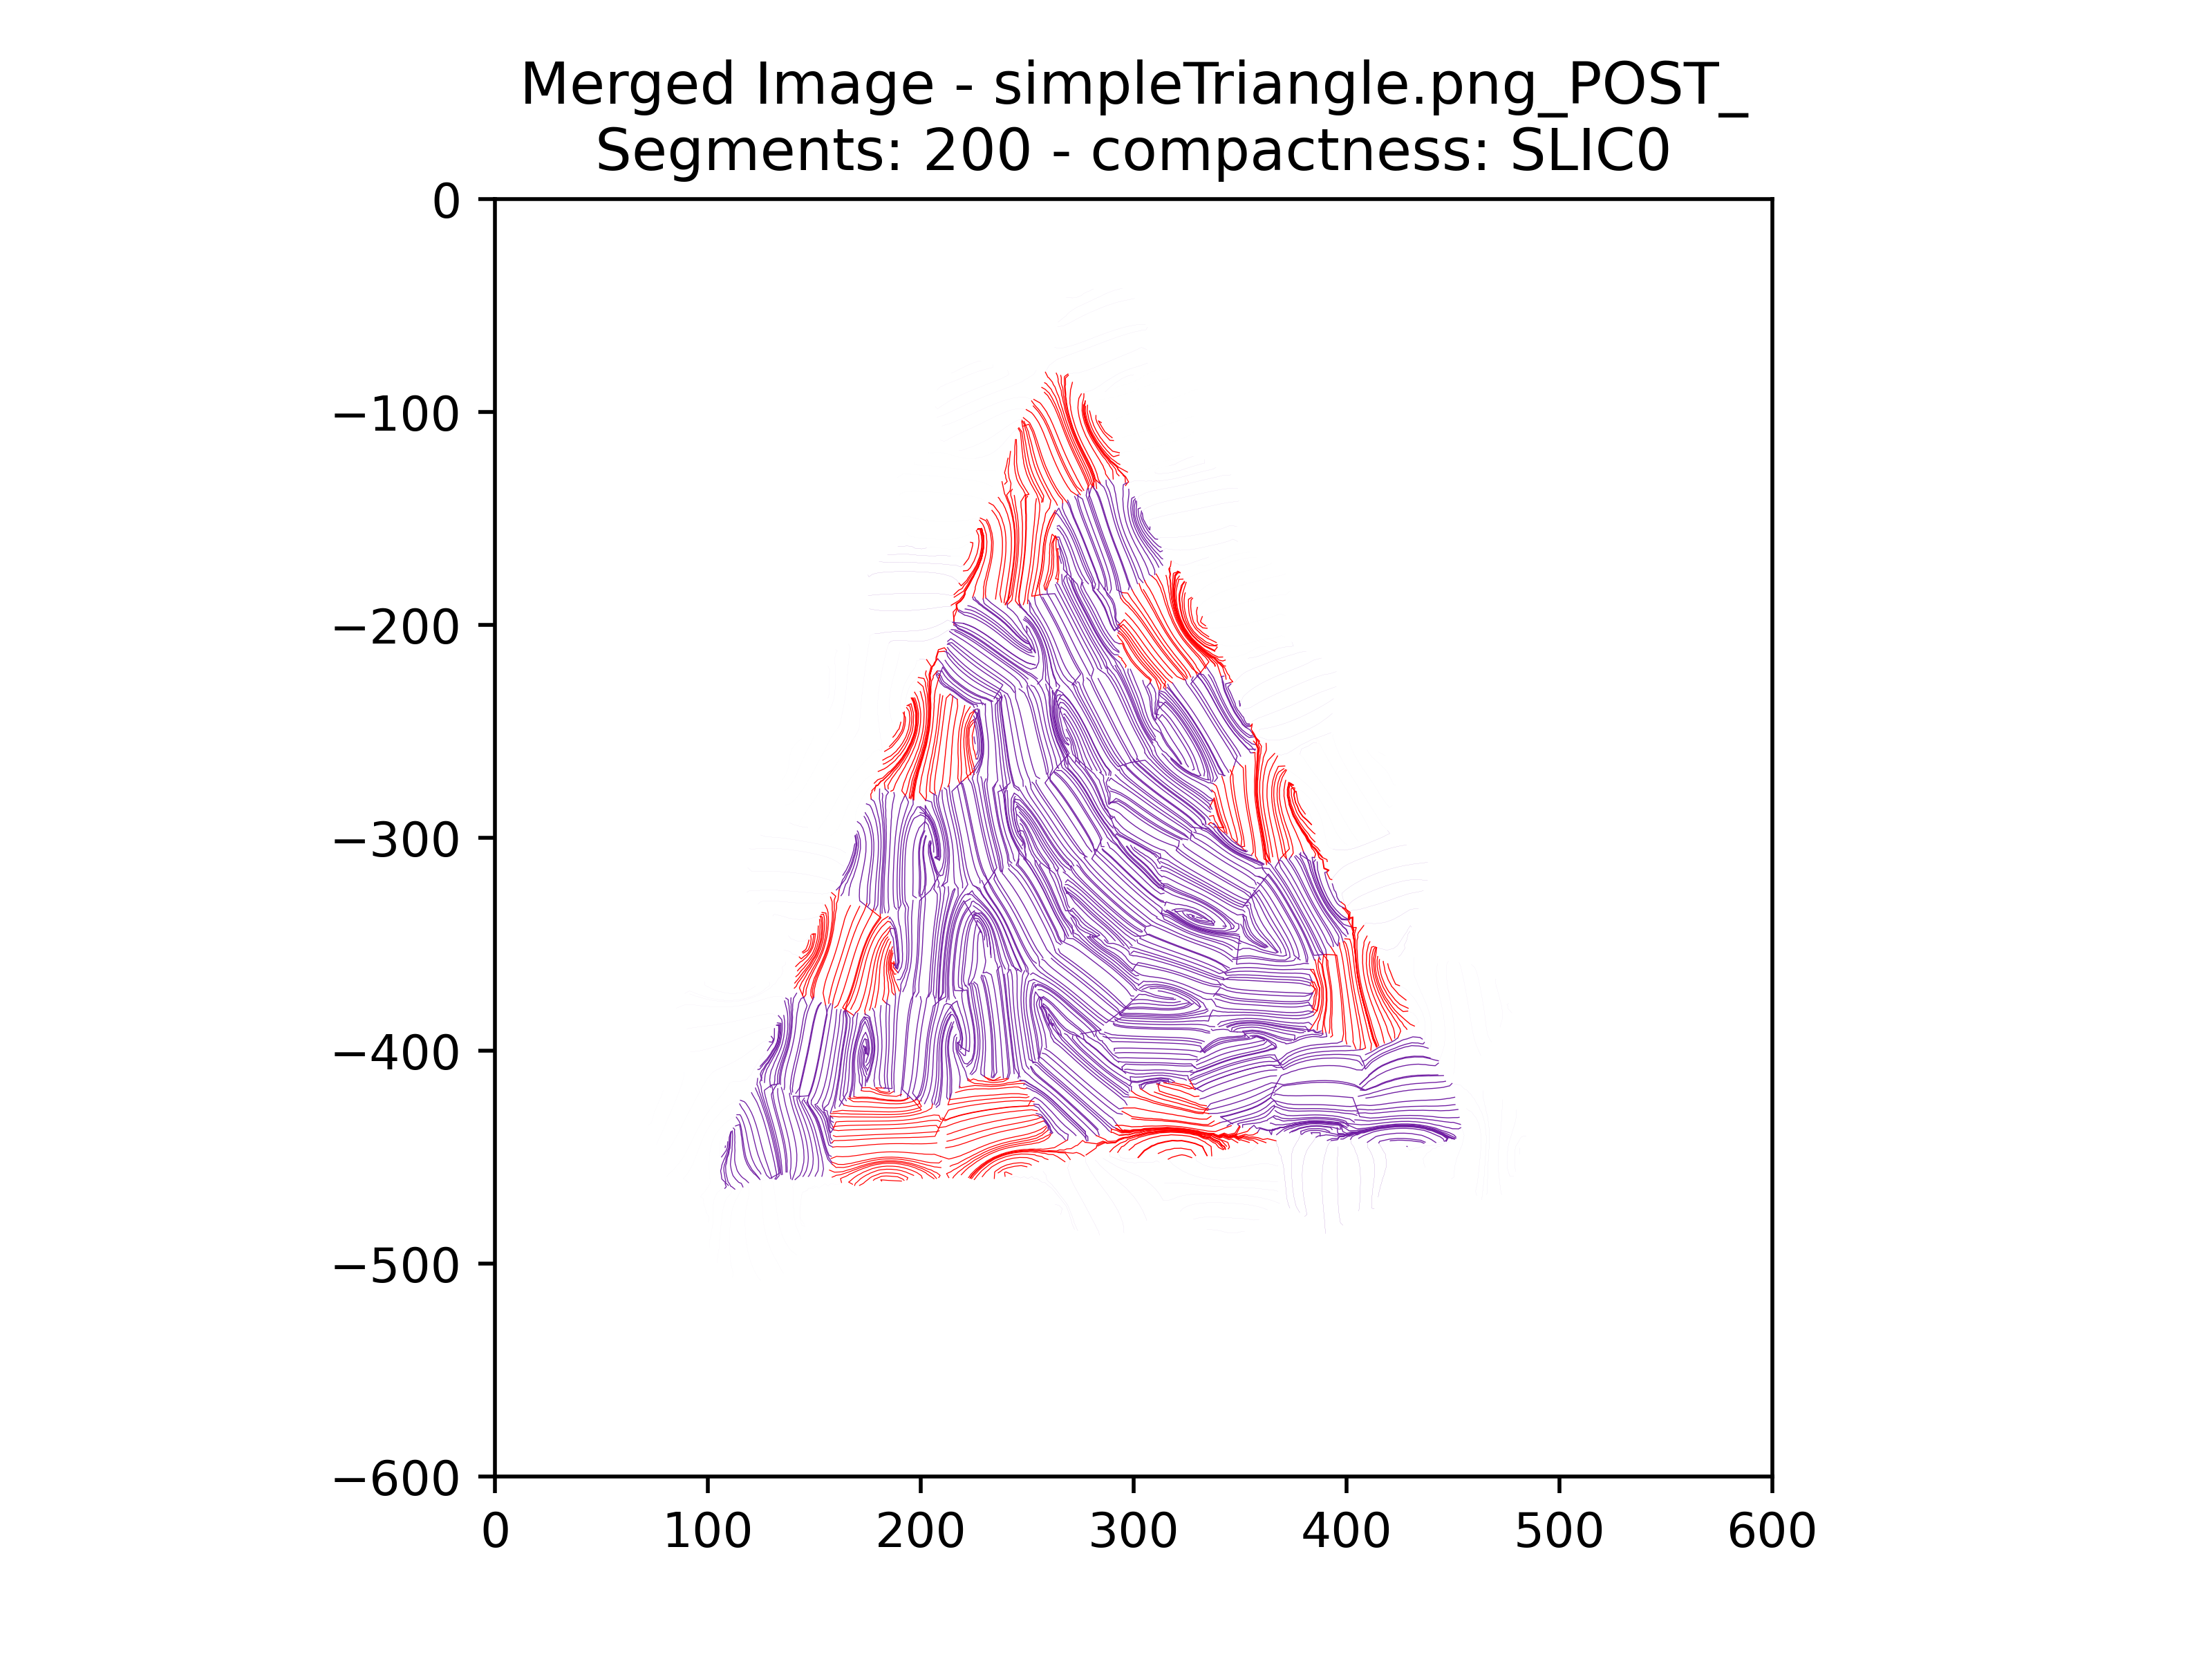 Merged Image - simpleTriangle.png_POST_
Segments: 200 - compactness: SLIC0
0
−100
−200
−300
−400
−500
−600
0 100 200 300 400 500 600